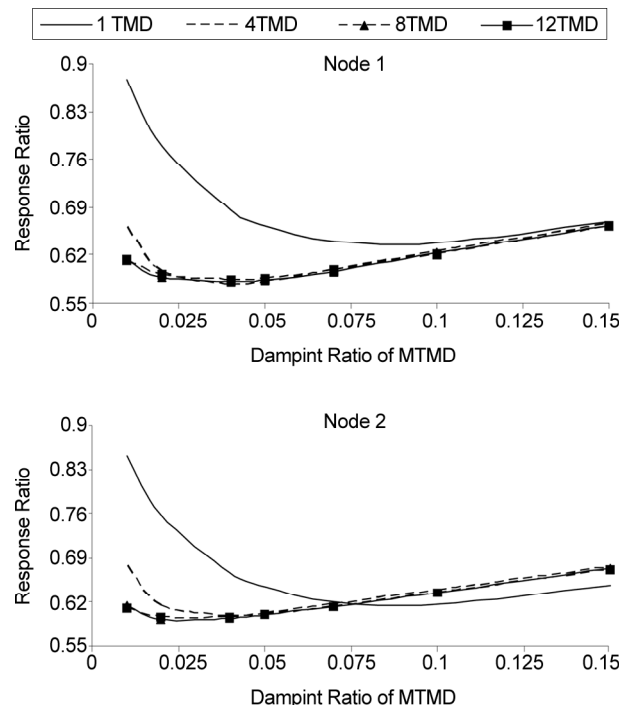 1 TMD 4TMD 8TMD 12TMD
Node 1
Response Ratio
0.9
0.83
0.76
0.69
0.62
0.55
0 0.025 0.05 0.075 0.1 0.125 0.15
Dampint Ratio of MTMD
Node 2
Response Ratio
0.9
0.83
0.76
0.69
0.62
0.55
0 0.025 0.05 0.075 0.1 0.125 0.15
Dampint Ratio of MTMD